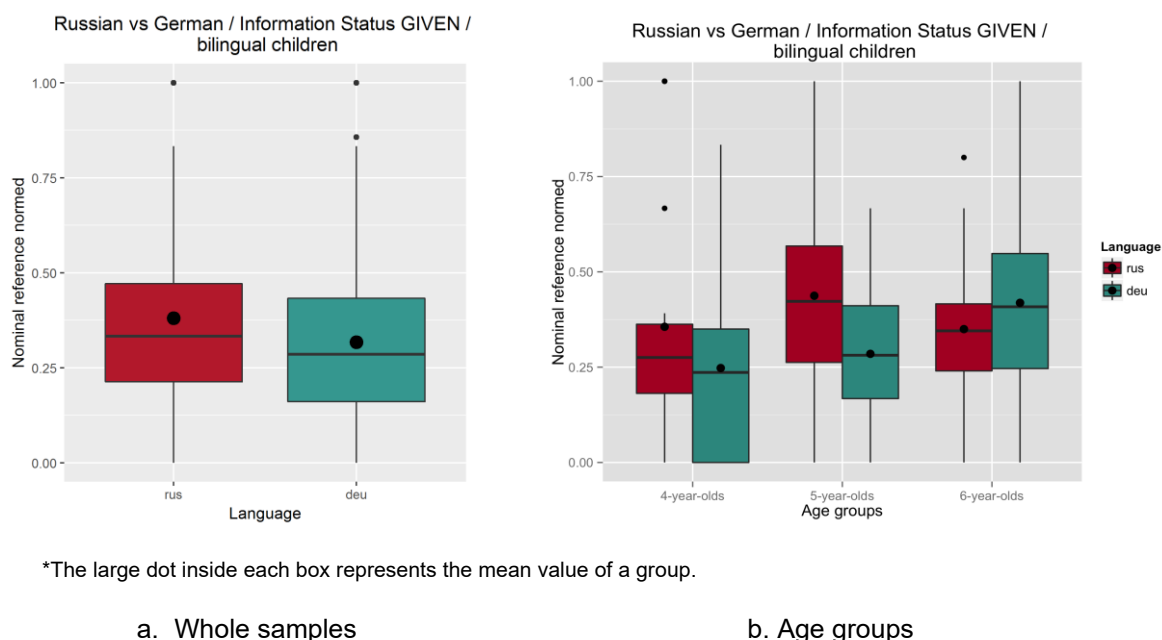 Russian vs German / Information Status GIVEN /
bilingual children
1.00
0.75
0.50
0.25
0.00
Nominal reference normed
rus
deu
Language
Russian vs German / Information Status GIVEN /
bilingual children
1.00
0.75
0.50
0.25
0.00
Nominal reference normed
4-year-olds
5-year-olds
6-year-olds
Age groups
Language
rus
deu
*The large dot inside each box represents the mean value of a group.
a. Whole samples
b. Age groups